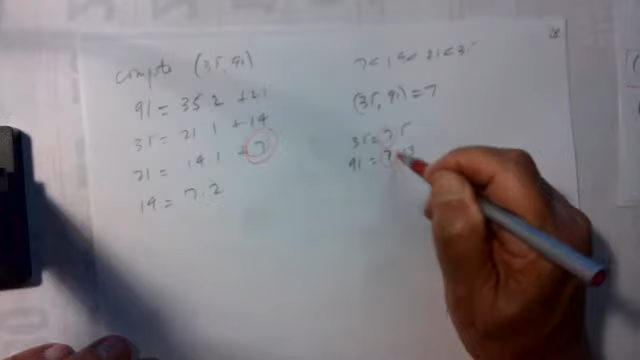 compute (35, 91)
91 = 35.2 + 21
35 = 21.1 + 14
21 = 14.1 + 7
14 = 7.2
7 < 14 < 21 < 35
(35, 91) = 7
35 = 7.5
91 = 7.13